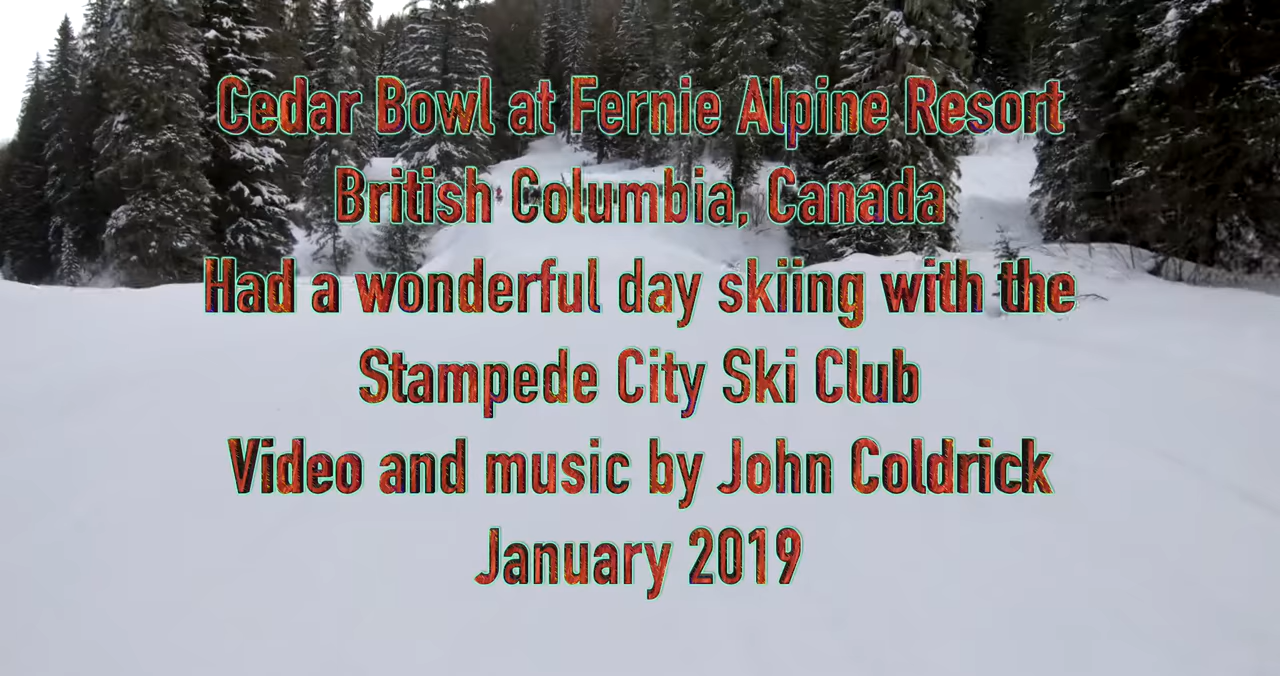 Cedar Bowl at Fernie Alpine Resort
British Columbia, Canada
Had a wonderful day skiing with the
Stampede City Ski Club
Video and music by John Coldrick
January 2019